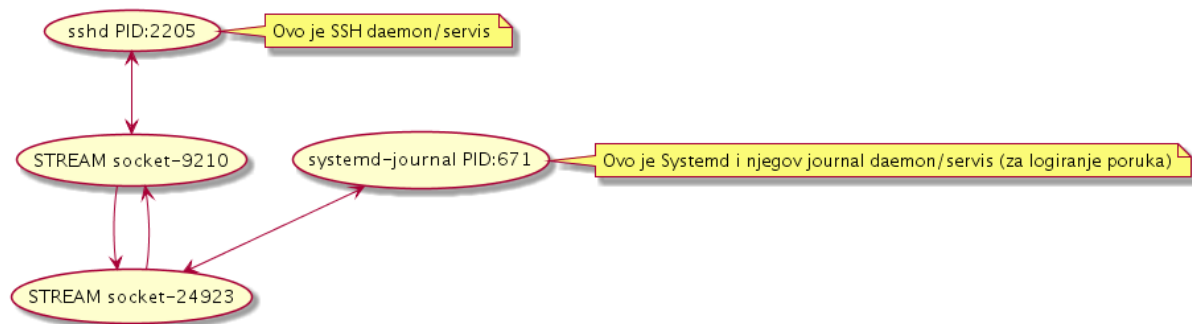 sshd PID:2205
Ovo je SSH daemon/servis
STREAM socket-9210
systemd-journal PID:671
Ovo je Systemd i njegov journal daemon/servis (za logiranje poruka)
STREAM socket-24923